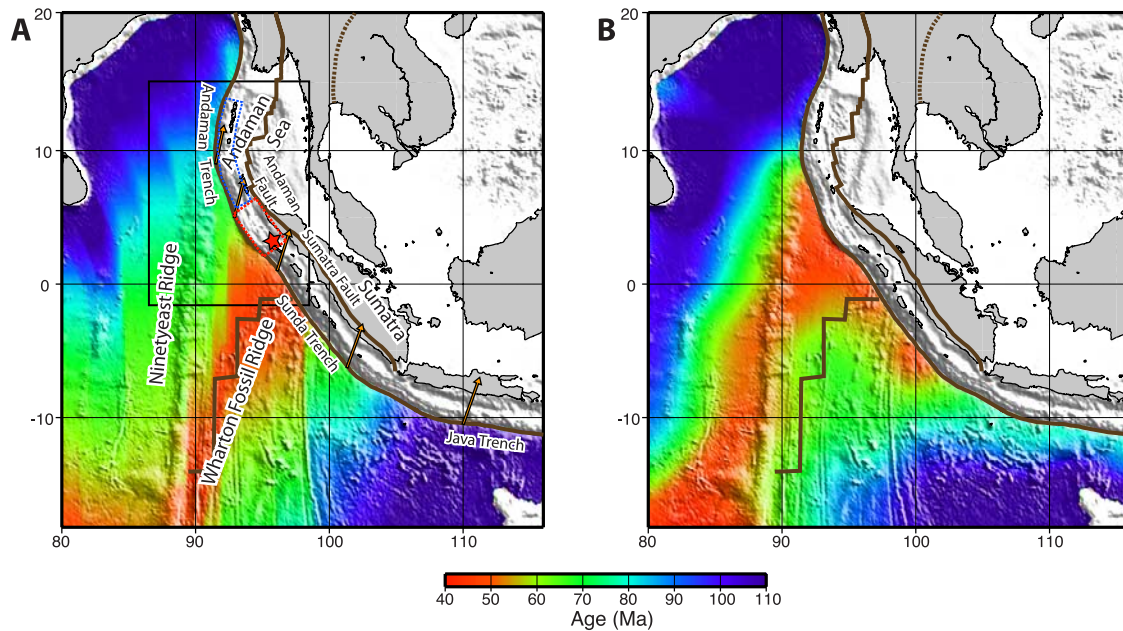 A
B
20
10
0
-10
80
90
100
110
Andaman
Trench
Andaman
Sea
Andaman
Fault
Ninetyeast Ridge
Wharton Fossill Ridge
Sunda Trench
Sumatra Fault
Sumatra
Java Trench
20
10
0
-10
80
90
100
110
40 50 60 70 80 90 100 110
Age (Ma)